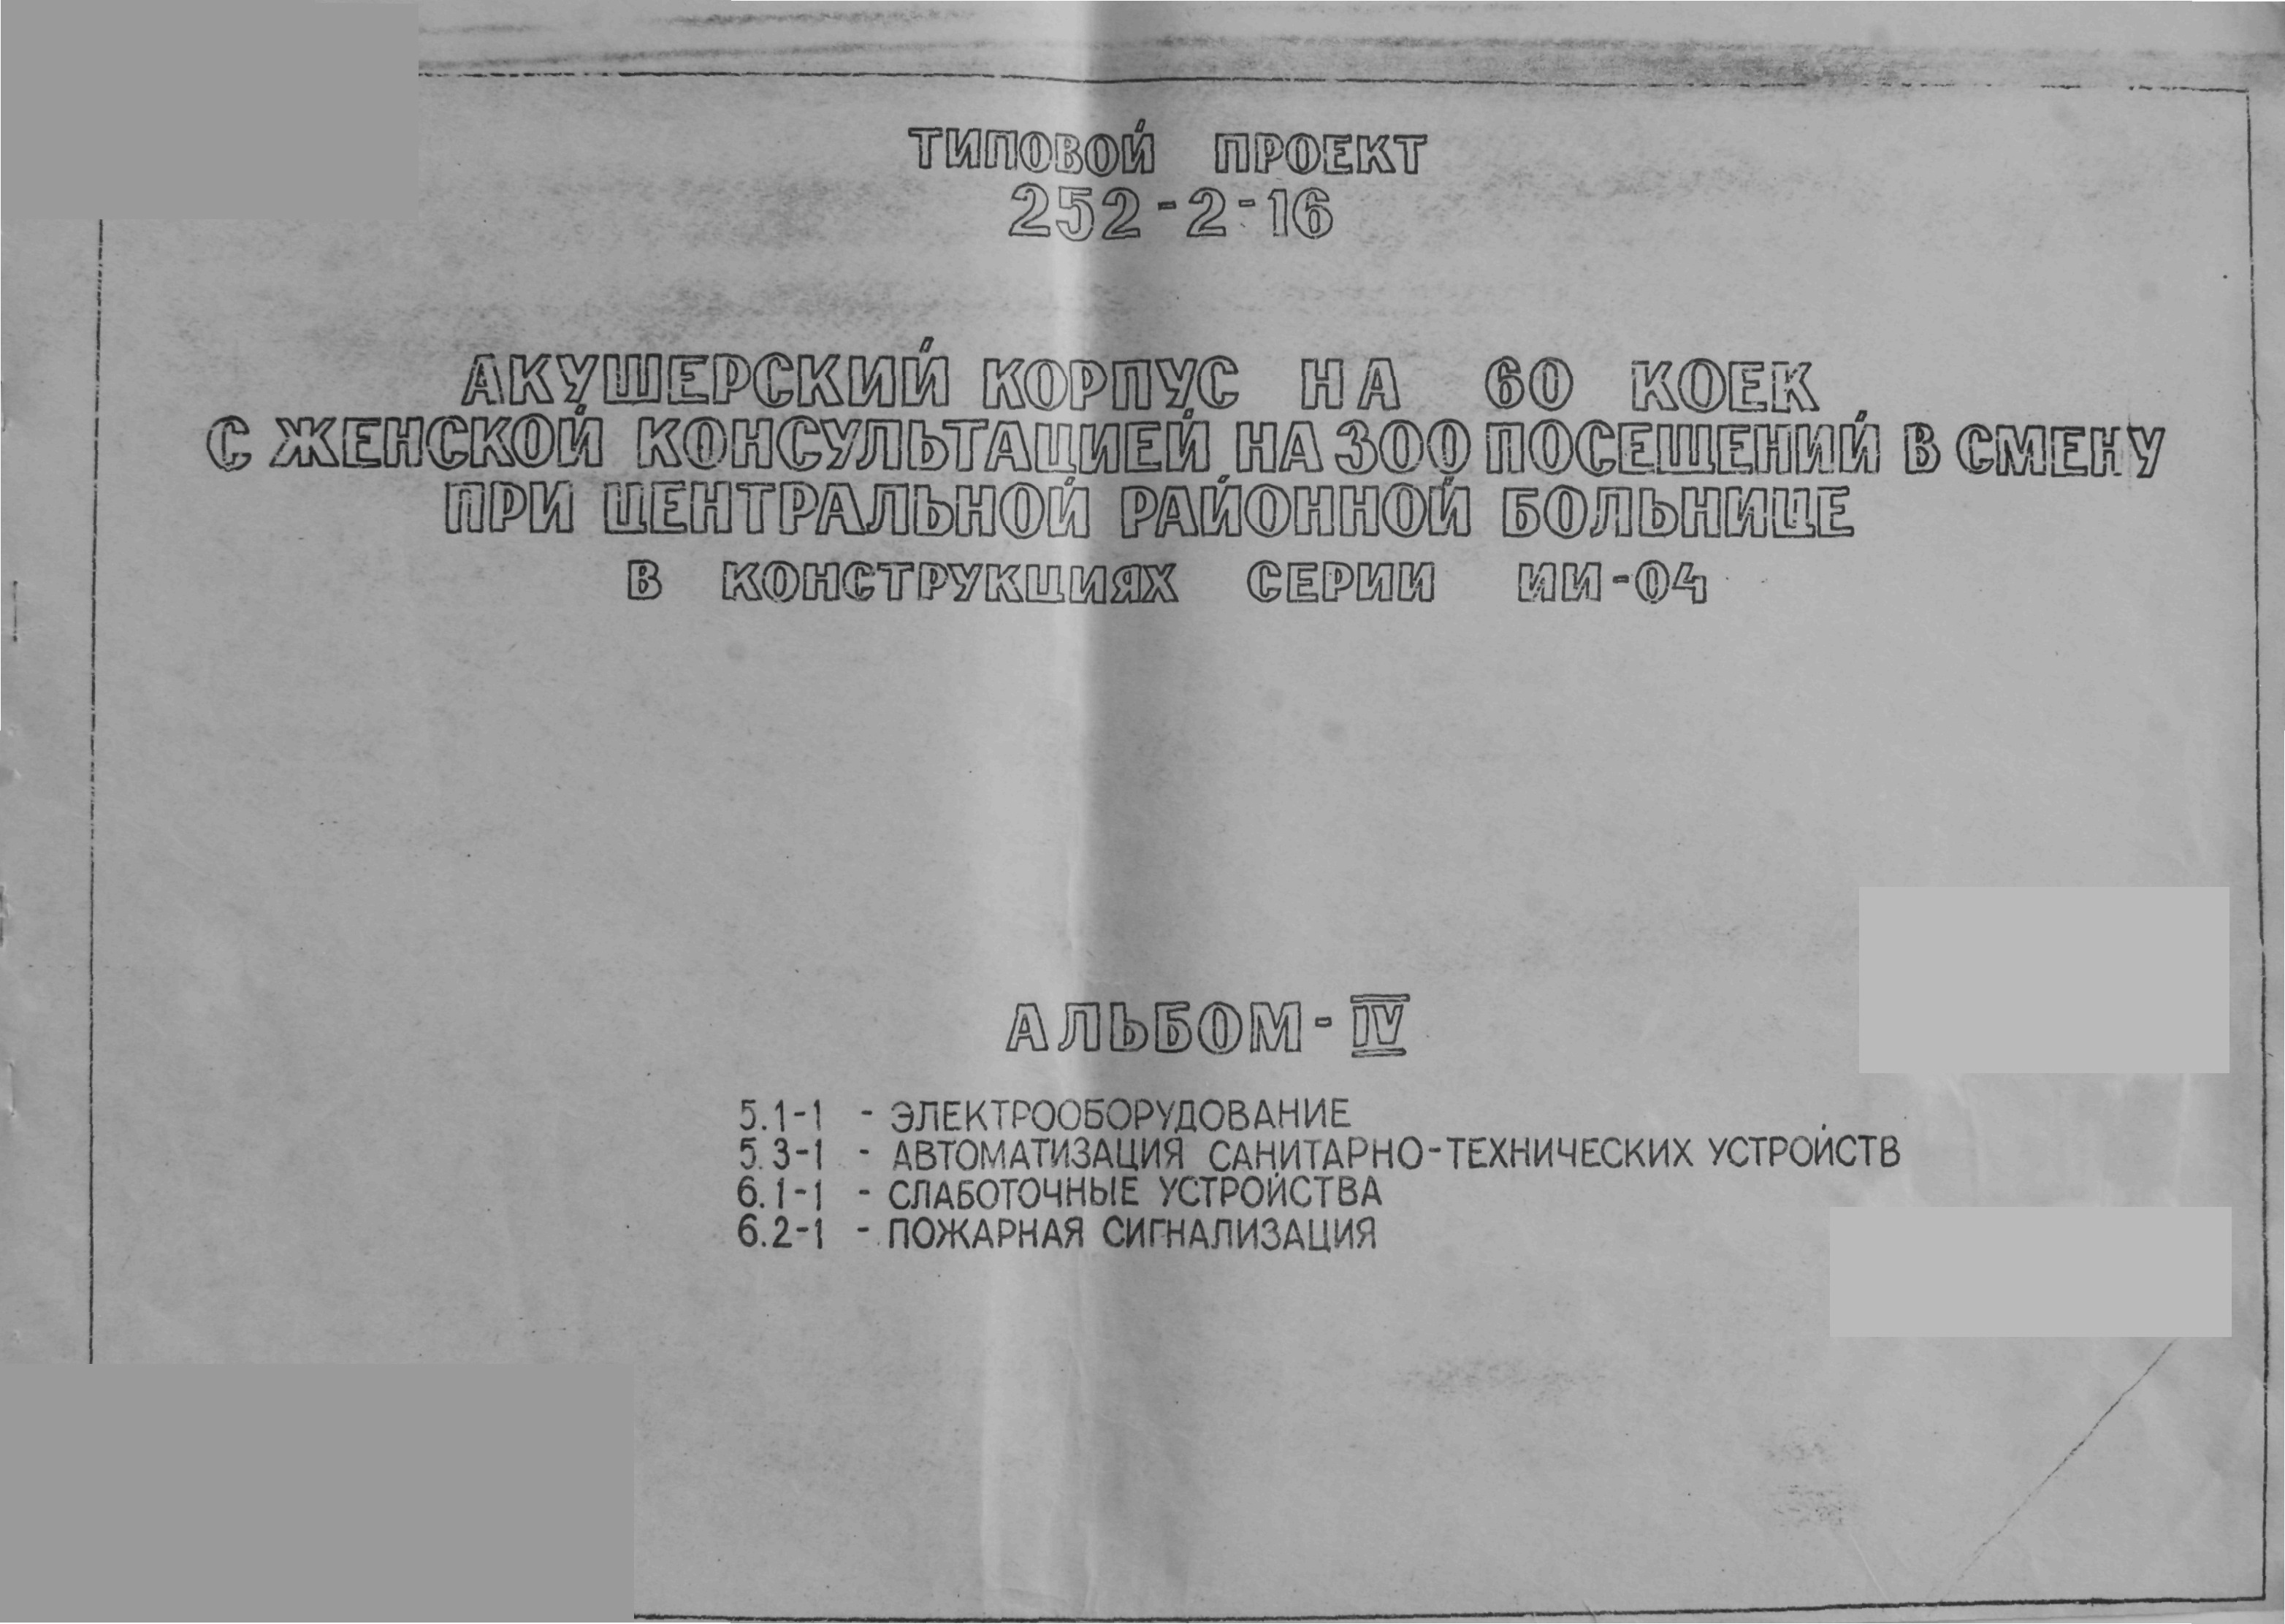 ТИПОВОЙ ПРОЕКТ
252-2-16
АКУШЕРСКИЙ КОРПУС НА 60 КОЕК
С ЖЕНСКОЙ КОНСУЛЬТАЦИЕЙ НА 300 ПОСЕЩЕНИЙ В СМЕНУ
ПРИ ЦЕНТРАЛЬНОЙ РАЙОННОЙ БОЛЬНИЦЕ
В КОНСТРУКЦИЯХ СЕРИИ ИИ-04
АЛЬБОМ-IV
5.1-1 - ЭЛЕКТРООБОРУДОВАНИЕ
5.3-1 - АВТОМАТИЗАЦИЯ САНИТАРНО-ТЕХНИЧЕСКИХ УСТРОЙСТВ
6.1-1 - СЛАБОТОЧНЫЕ УСТРОЙСТВА
6.2-1 - ПОЖАРНАЯ СИГНАЛИЗАЦИЯ